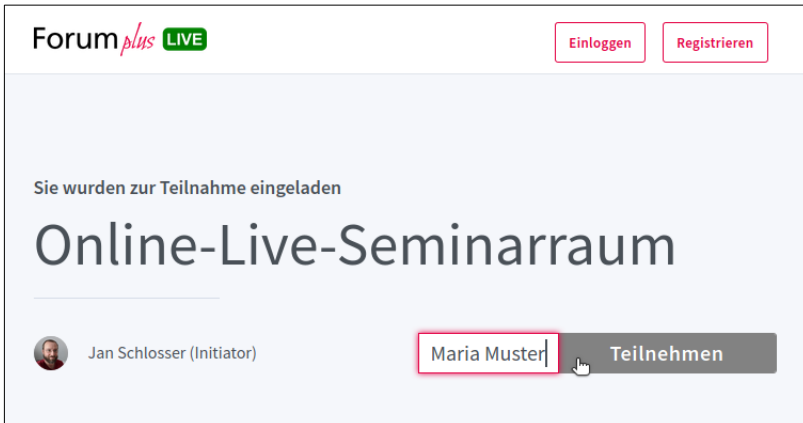 Forum plus LIVE
Einloggen Registrieren
Sie wurden zur Teilnahme eingeladen
Online-Live-Seminarraum
Jan Schlosser (Initiator) Maria Muster Teilnehmen